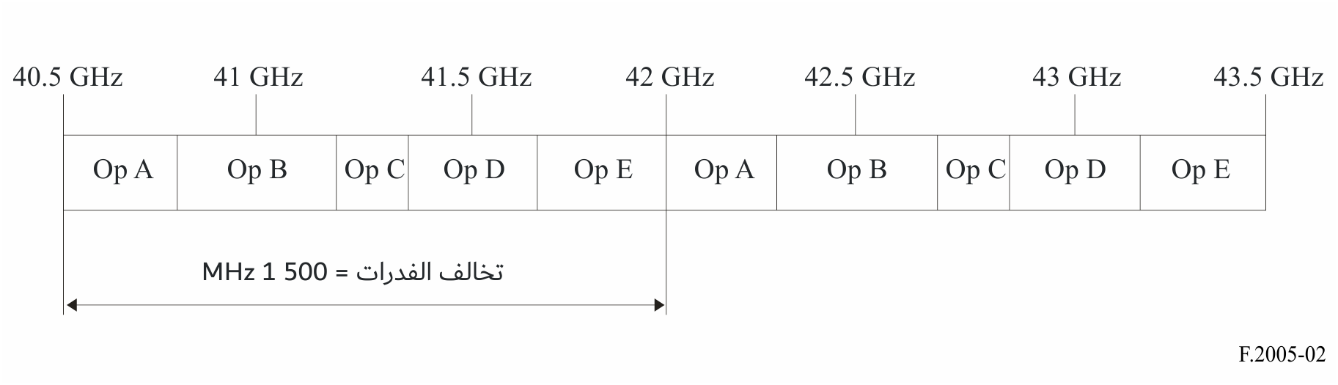 40.5 GHz 41 GHz 41.5 GHz 42 GHz 42.5 GHz 43 GHz 43.5 GHz
Op A Op B Op C Op D Op E Op A Op B Op C Op D Op E
تخالف الفدرات = MHz 1 500
F.2005-02